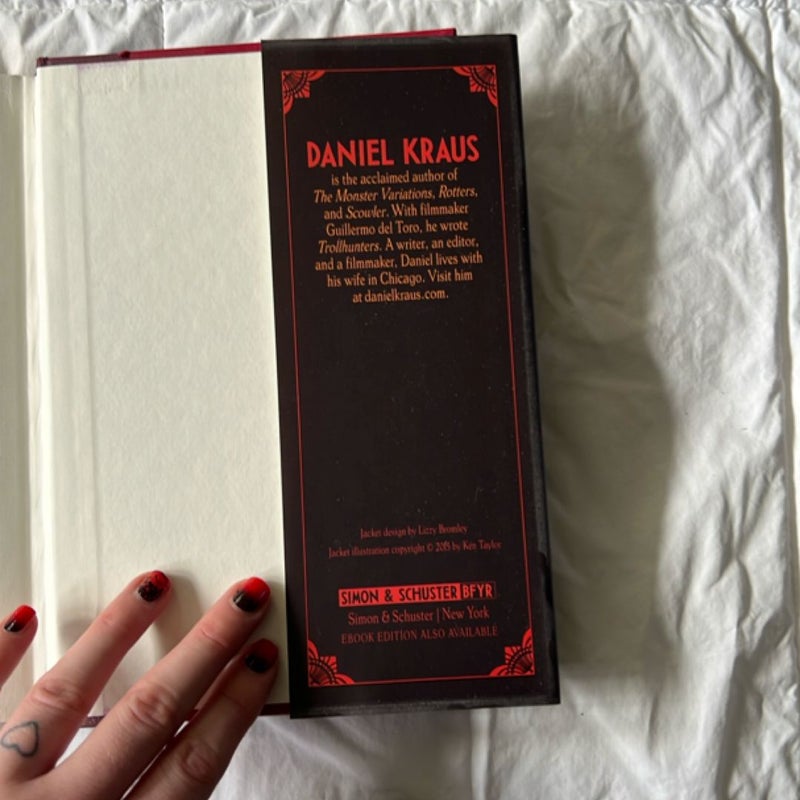 DANIEL KRAUS
is the acclaimed author of
The Monster Variations, Rotters,
and Scowler. With filmmaker
Guillermo del Toro, he wrote
Trollhunters. A writer, an editor,
and a filmmaker, Daniel lives with
his wife in Chicago. Visit him
at danielkraus.com.
Jacket design by Lizzy Bromley
Jacket illustration copyright © 2015 by Ken Taylor
SIMON & SCHUSTER BFYR
Simon & Schuster | New York
EBOOK EDITION ALSO AVAILABLE